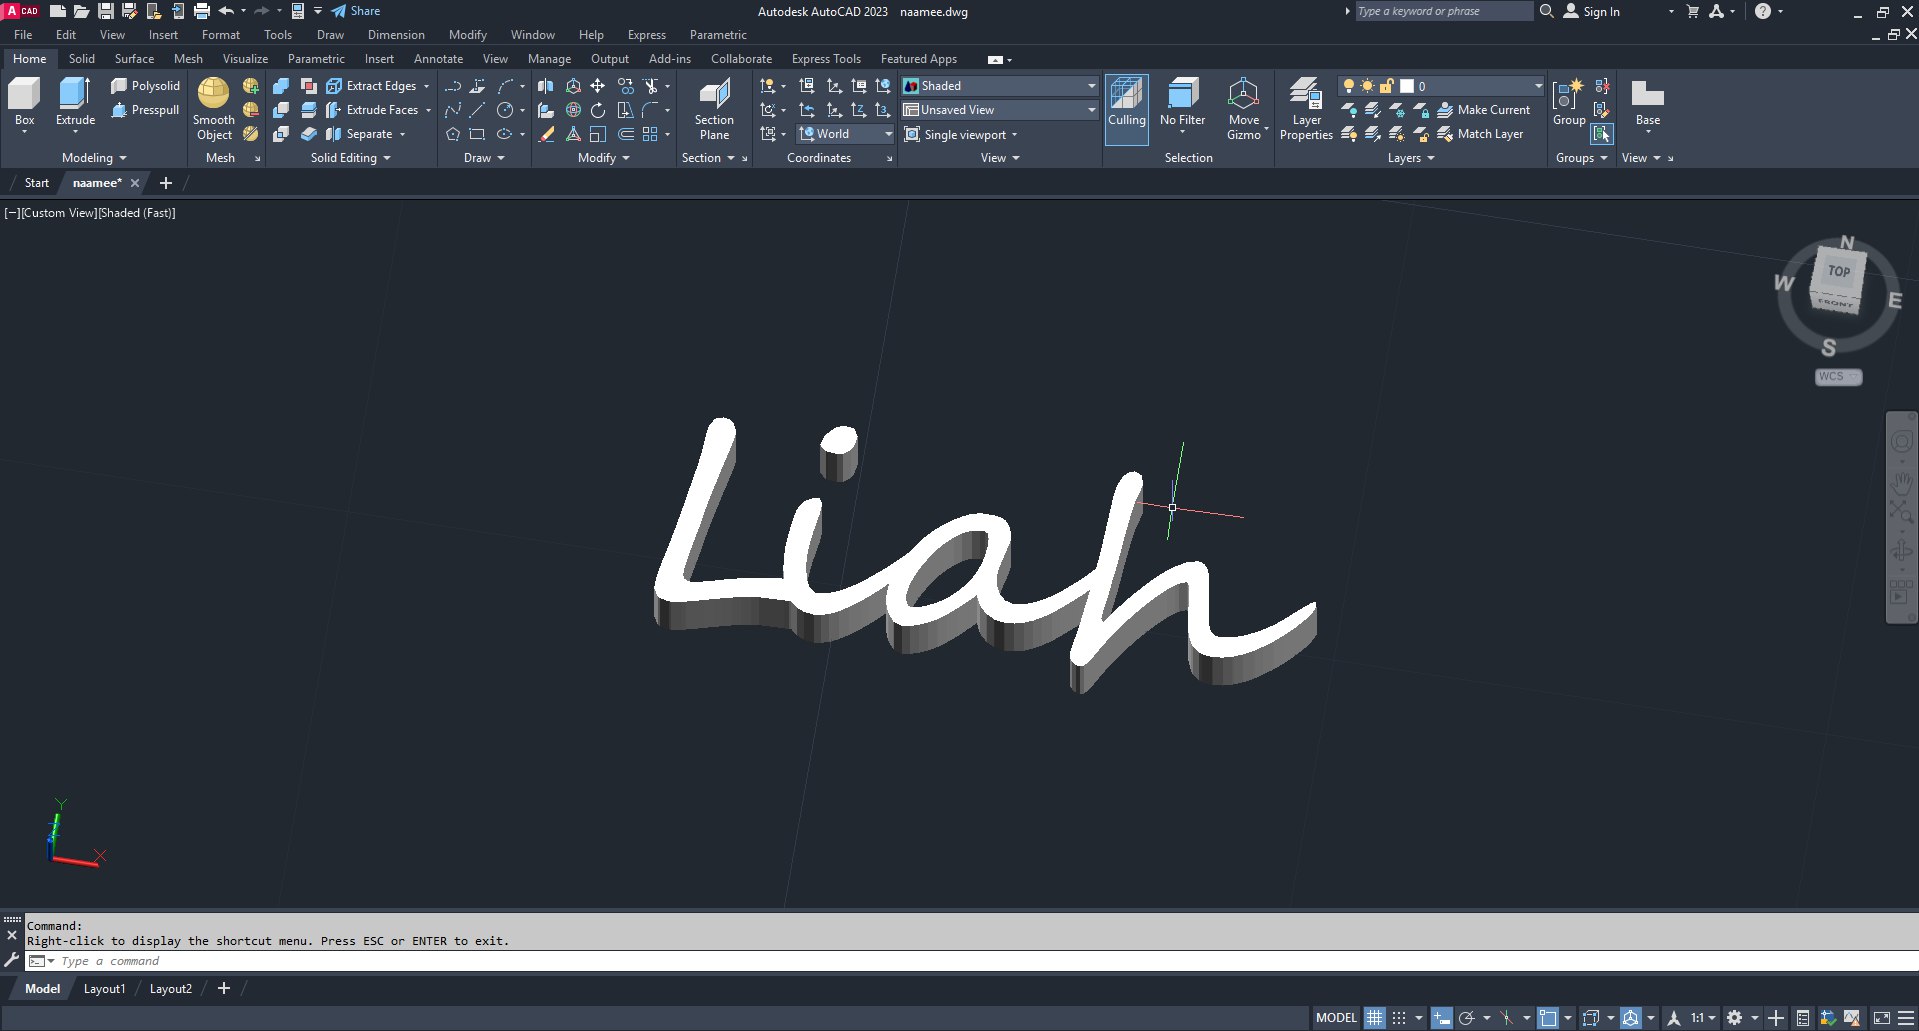 A CAD Share Autodesk AutoCAD 2023 naamee.dwg Type a keyword or phrase Sign In
File Edit View Insert Format Tools Draw Dimension Modify Window Help Express Parametric
Home Solid Surface Mesh Visualize Parametric Insert Annotate View Manage Output Add-ins Collaborate Express Tools Featured Apps
Polysolid Extract Edges Shaded 0
Presspull Extrude Faces Unsaved View Make Current
Box Extrude Smooth Object Separate Section Plane World Single viewport Culling No Filter Move Gizmo Layer Properties Match Layer Group Base
Modeling Mesh Solid Editing Draw Modify Section Coordinates View Selection Layers Groups View
Start naamee* +
[−][Custom View][Shaded (Fast)]
N
W TOP E
FRONT
S
WCS
Liah
Y
X
Command:
Right-click to display the shortcut menu. Press ESC or ENTER to exit.
Type a command
Model Layout1 Layout2 +
MODEL 1:1